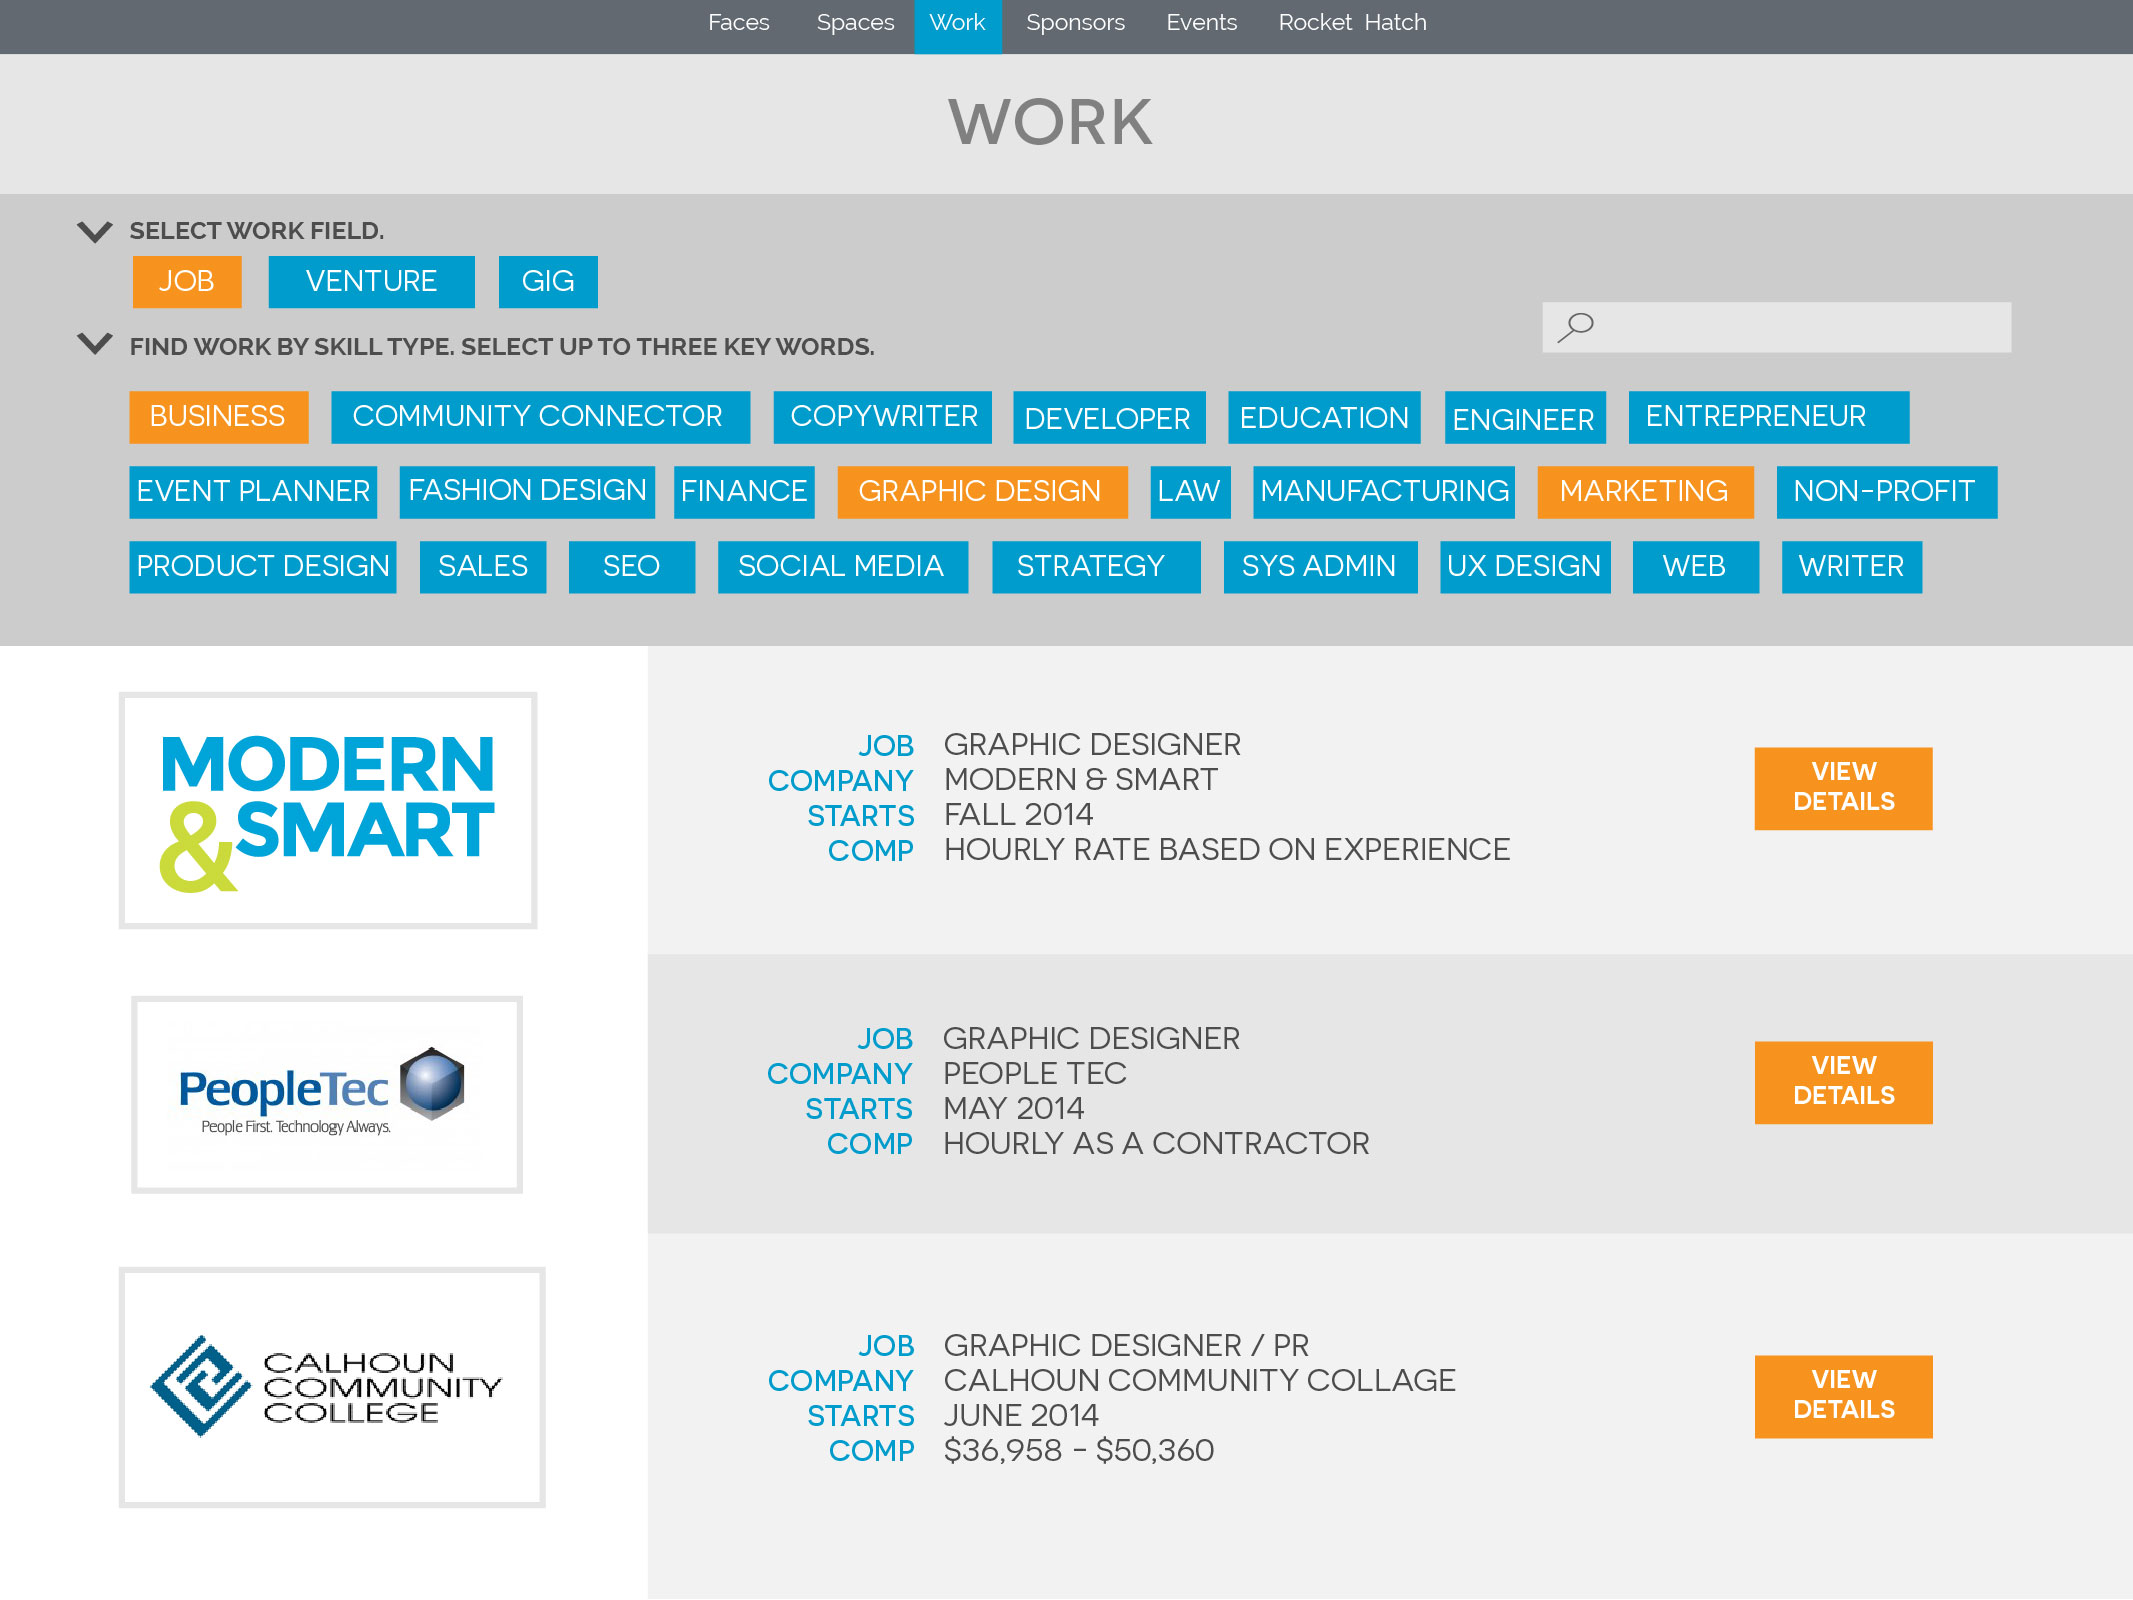 Faces Spaces Work Sponsors Events Rocket Hatch
WORK
SELECT WORK FIELD.
JOB VENTURE GIG
FIND WORK BY SKILL TYPE. SELECT UP TO THREE KEY WORDS.
BUSINESS COMMUNITY CONNECTOR COPYWRITER DEVELOPER EDUCATION ENGINEER ENTREPRENEUR
EVENT PLANNER FASHION DESIGN FINANCE GRAPHIC DESIGN LAW MANUFACTURING MARKETING NON-PROFIT
PRODUCT DESIGN SALES SEO SOCIAL MEDIA STRATEGY SYS ADMIN UX DESIGN WEB WRITER
MODERN
&SMART
JOB GRAPHIC DESIGNER
COMPANY MODERN & SMART
STARTS FALL 2014
COMP HOURLY RATE BASED ON EXPERIENCE
VIEW
DETAILS
PeopleTec
People First. Technology Always.
JOB GRAPHIC DESIGNER
COMPANY PEOPLE TEC
STARTS MAY 2014
COMP HOURLY AS A CONTRACTOR
VIEW
DETAILS
CALHOUN
COMMUNITY
COLLEGE
JOB GRAPHIC DESIGNER / PR
COMPANY CALHOUN COMMUNITY COLLAGE
STARTS JUNE 2014
COMP $36,958 - $50,360
VIEW
DETAILS